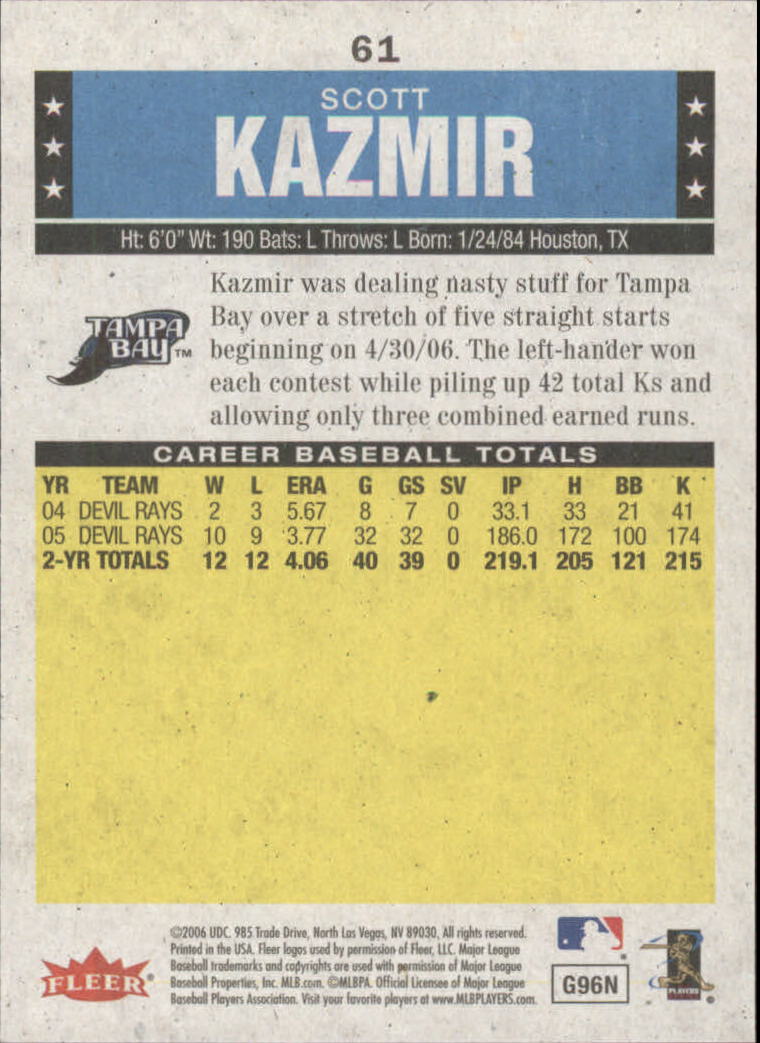 61
SCOTT
KAZMIR
Ht: 6'0" Wt: 190 Bats: L Throws: L Born: 1/24/84 Houston, TX
TAMPA
BAY™
Kazmir was dealing nasty stuff for Tampa
Bay over a stretch of five straight starts
beginning on 4/30/06. The left-hander won
each contest while piling up 42 total Ks and
allowing only three combined earned runs.
CAREER BASEBALL TOTALS
YR TEAM W L ERA G GS SV IP H BB K
04 DEVIL RAYS 2 3 5.67 8 7 0 33.1 33 21 41
05 DEVIL RAYS 10 9 3.77 32 32 0 186.0 172 100 174
2-YR TOTALS 12 12 4.06 40 39 0 219.1 205 121 215
FLEER®
©2006 UDC. 985 Trade Drive, North Las Vegas, NV 89030, All rights reserved.
Printed in the USA. Fleer logos used by permission of Fleer, LLC. Major League
Baseball trademarks and copyrights are used with permission of Major League
Baseball Properties, Inc. MLB.com. ©MLBPA. Official Licensee of Major League
Baseball Players Association. Visit your favorite players at www.MLBPLAYERS.com.
G96N
PLAYERS